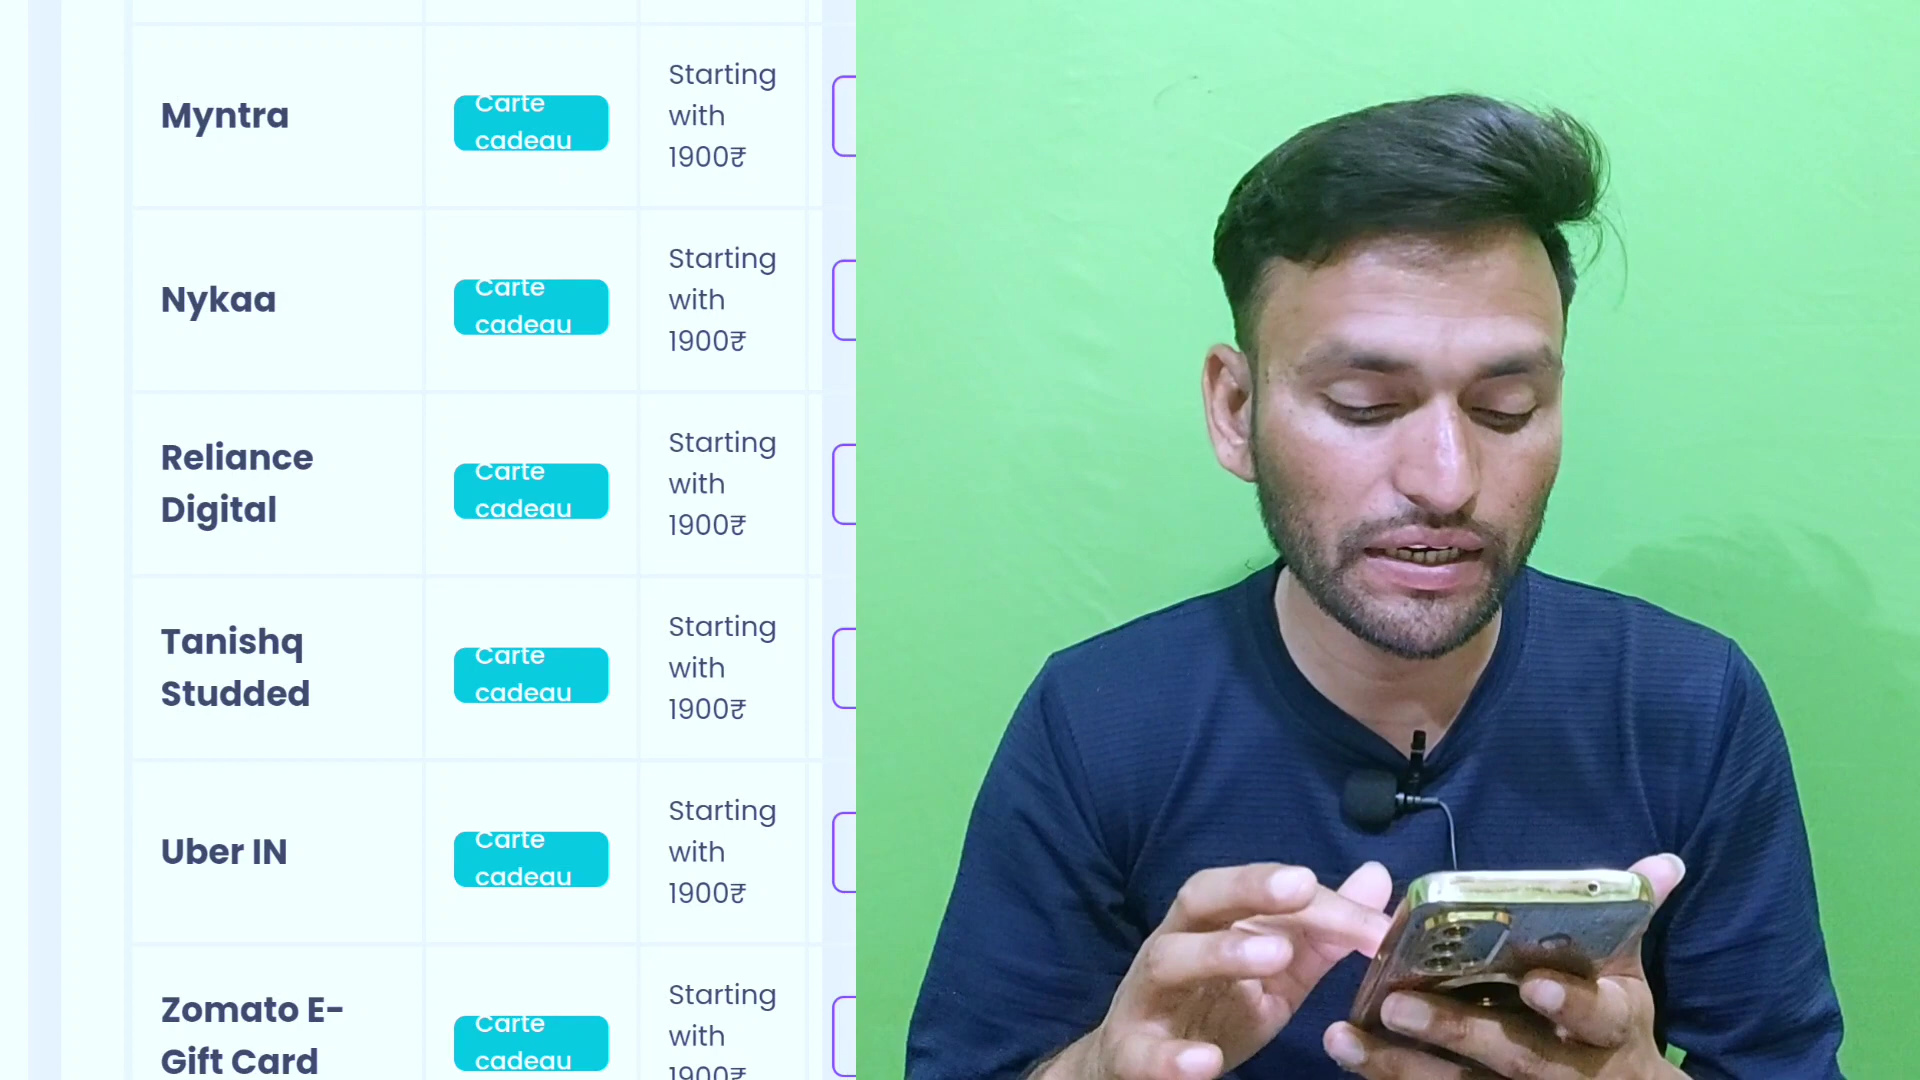 Myntra
Carte
cadeau
Starting
with
1900₹
Nykaa
Carte
cadeau
Starting
with
1900₹
Reliance
Digital
Carte
cadeau
Starting
with
1900₹
Tanishq
Studded
Carte
cadeau
Starting
with
1900₹
Uber IN
Carte
cadeau
Starting
with
1900₹
Zomato E-
Gift Card
Carte
cadeau
Starting
with
1900₹